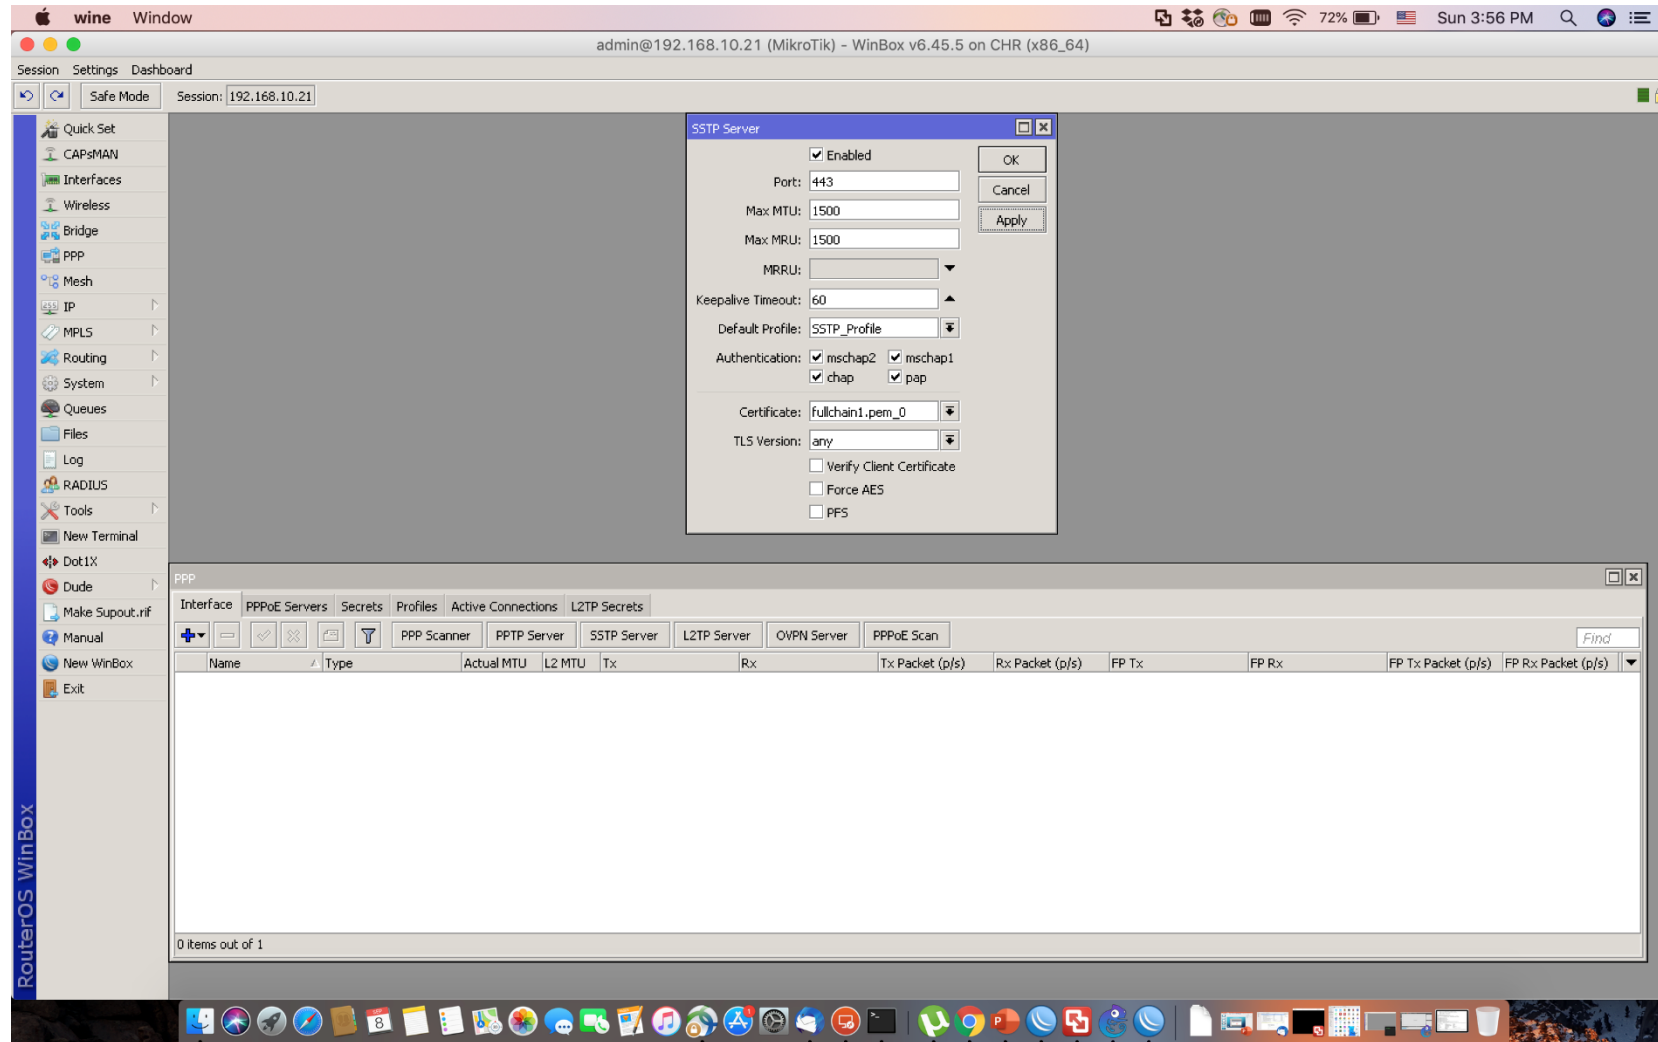 wine Window 72% Sun 3:56 PM
admin@192.168.10.21 (MikroTik) - WinBox v6.45.5 on CHR (x86_64)
Session Settings Dashboard
Safe Mode Session: 192.168.10.21
Quick Set
CAPsMAN
Interfaces
Wireless
Bridge
PPP
Mesh
IP
MPLS
Routing
System
Queues
Files
Log
RADIUS
Tools
New Terminal
Dot1X
Dude
Make Supout.rif
Manual
New WinBox
Exit
RouterOS WinBox
SSTP Server
Enabled
OK
Port: 443
Cancel
Max MTU: 1500
Apply
Max MRU: 1500
MRRU:
Keepalive Timeout: 60
Default Profile: SSTP_Profile
Authentication: mschap2 mschap1
chap pap
Certificate: fullchain1.pem_0
TLS Version: any
Verify Client Certificate
Force AES
PFS
PPP
Interface PPPoE Servers Secrets Profiles Active Connections L2TP Secrets
PPP Scanner PPTP Server SSTP Server L2TP Server OVPN Server PPPoE Scan Find
Name Type Actual MTU L2 MTU Tx Rx Tx Packet (p/s) Rx Packet (p/s) FP Tx FP Rx FP Tx Packet (p/s) FP Rx Packet (p/s)
0 items out of 1
SEP
8